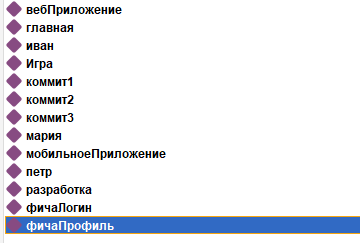 вебПриложение
главная
иван
Игра
коммит1
коммит2
коммит3
мария
мобильноеПриложение
петр
разработка
фичаЛогин
фичаПрофиль